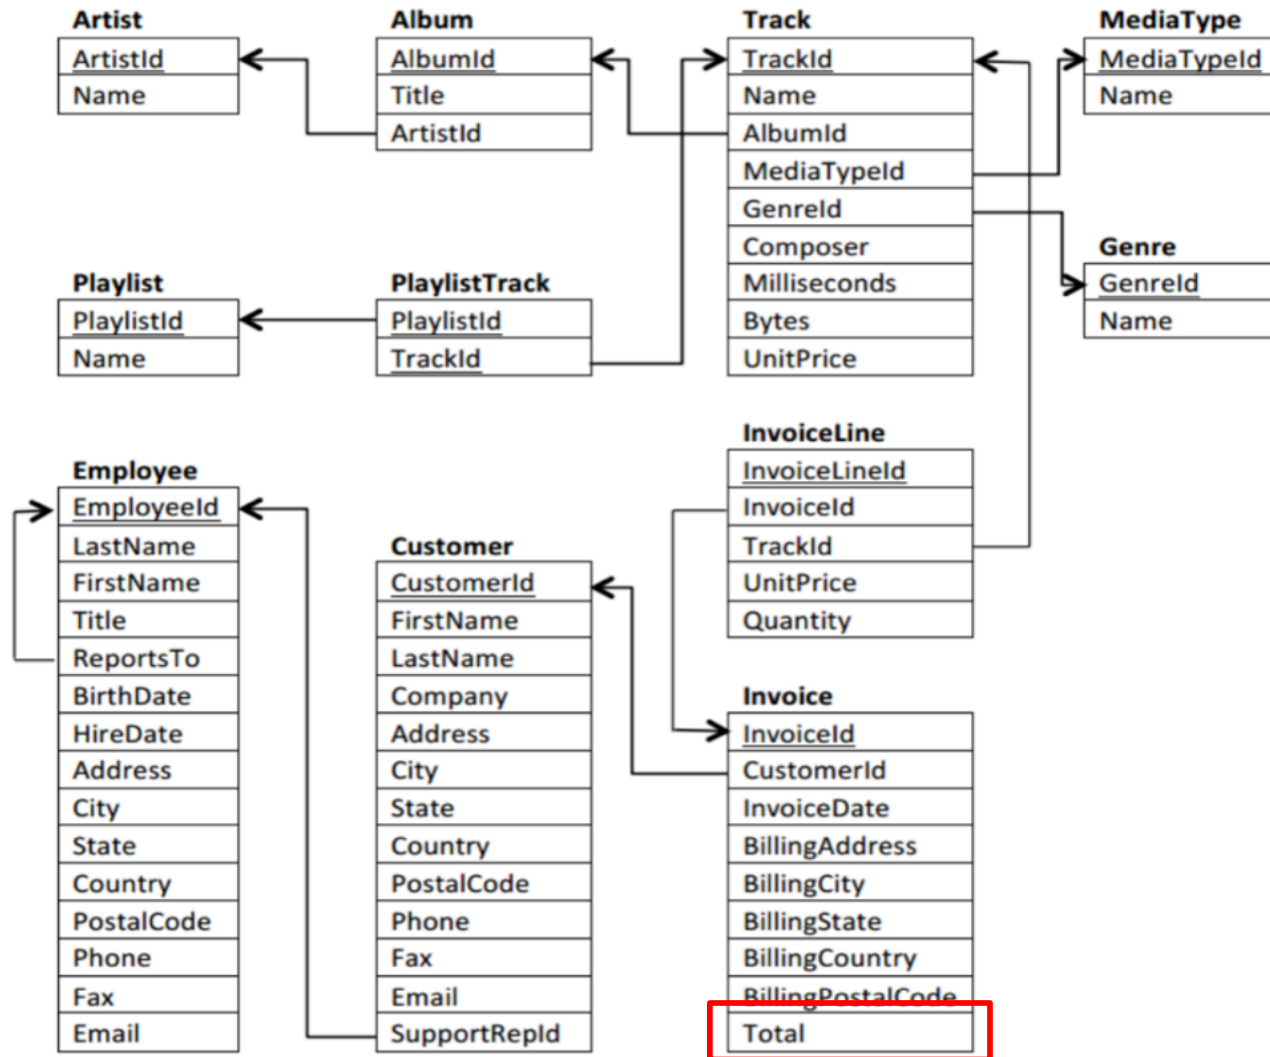 Artist
ArtistId
Name
Album
AlbumId
Title
ArtistId
Track
TrackId
Name
AlbumId
MediaTypeId
GenreId
Composer
Milliseconds
Bytes
UnitPrice
MediaType
MediaTypeId
Name
Genre
GenreId
Name
Playlist
PlaylistId
Name
PlaylistTrack
PlaylistId
TrackId
Employee
EmployeeId
LastName
FirstName
Title
ReportsTo
BirthDate
HireDate
Address
City
State
Country
PostalCode
Phone
Fax
Email
Customer
CustomerId
FirstName
LastName
Company
Address
City
State
Country
PostalCode
Phone
Fax
Email
SupportRepId
InvoiceLine
InvoiceLineId
InvoiceId
TrackId
UnitPrice
Quantity
Invoice
InvoiceId
CustomerId
InvoiceDate
BillingAddress
BillingCity
BillingState
BillingCountry
BillingPostalCode
Total